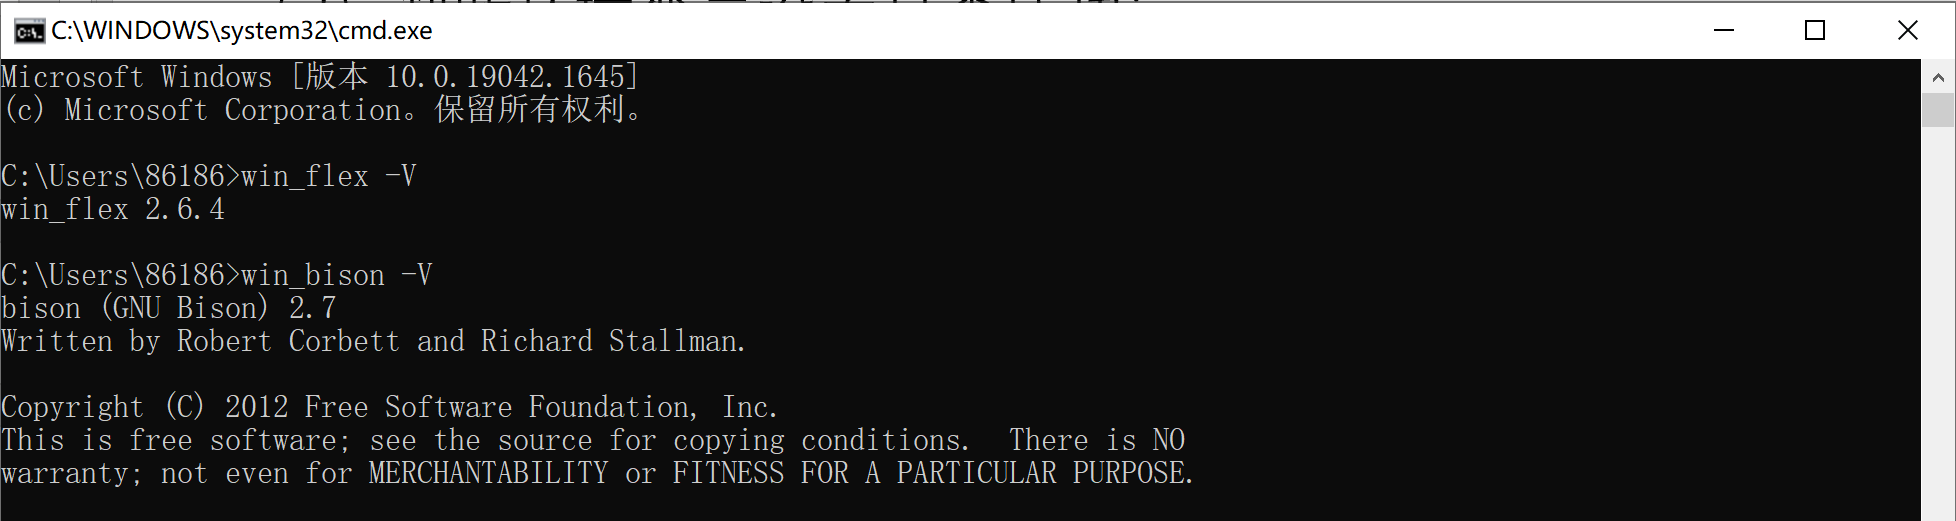 C:\WINDOWS\system32\cmd.exe
Microsoft Windows [版本 10.0.19042.1645]
(c) Microsoft Corporation。保留所有权利。
C:\Users\86186>win_flex -V
win_flex 2.6.4
C:\Users\86186>win_bison -V
bison (GNU Bison) 2.7
Written by Robert Corbett and Richard Stallman.
Copyright (C) 2012 Free Software Foundation, Inc.
This is free software; see the source for copying conditions.  There is NO
warranty; not even for MERCHANTABILITY or FITNESS FOR A PARTICULAR PURPOSE.